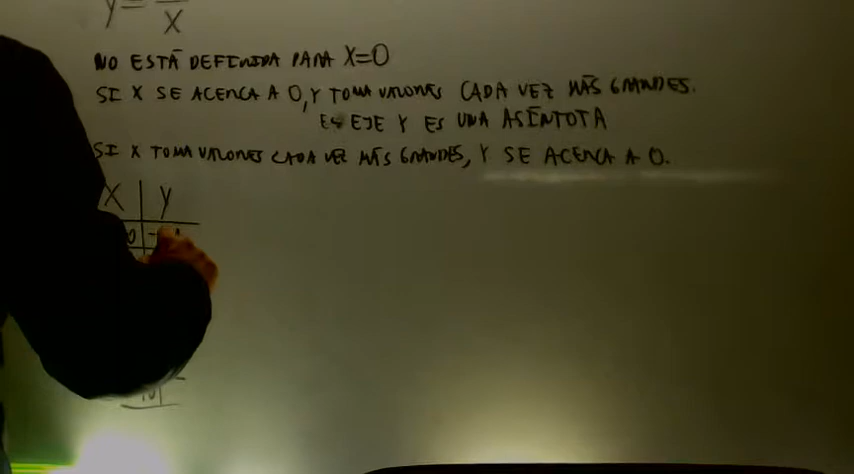 y = x
NO ESTÁ DEFINIDA PARA X=0
SI X SE ACERCA A 0, Y TOMA VALORES CADA VEZ MÁS GRANDES.
EL EJE Y ES UNA ASÍNTOTA
SI X TOMA VALORES CADA VEZ MÁS GRANDES, Y SE ACERCA A 0.
X Y